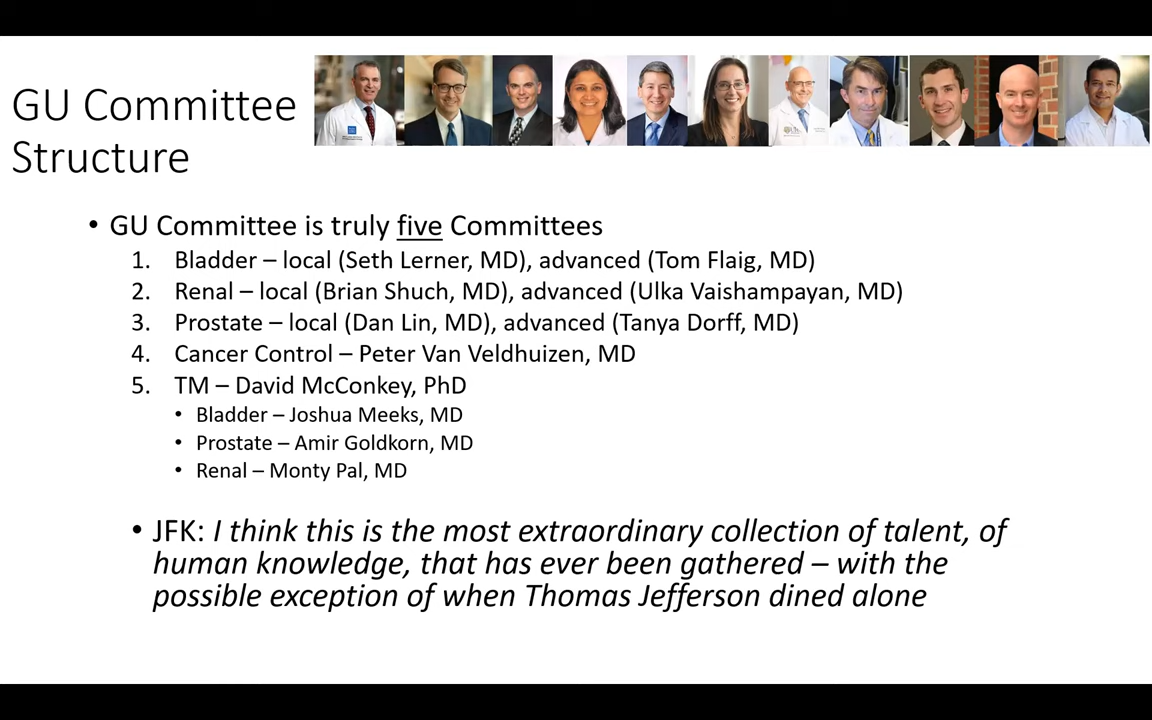 GU Committee
Structure
• GU Committee is truly five Committees
1. Bladder – local (Seth Lerner, MD), advanced (Tom Flaig, MD)
2. Renal – local (Brian Shuch, MD), advanced (Ulka Vaishampayan, MD)
3. Prostate – local (Dan Lin, MD), advanced (Tanya Dorff, MD)
4. Cancer Control – Peter Van Veldhuizen, MD
5. TM – David McConkey, PhD
• Bladder – Joshua Meeks, MD
• Prostate – Amir Goldkorn, MD
• Renal – Monty Pal, MD
• JFK: I think this is the most extraordinary collection of talent, of
human knowledge, that has ever been gathered – with the
possible exception of when Thomas Jefferson dined alone